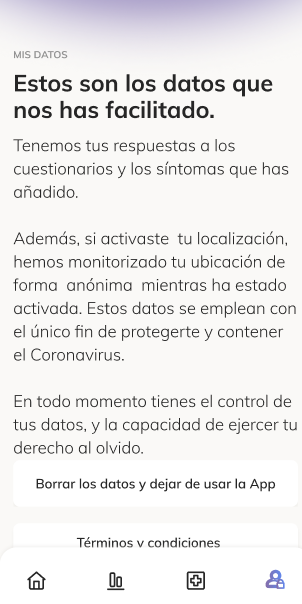 MIS DATOS
Estos son los datos que
nos has facilitado.
Tenemos tus respuestas a los
cuestionarios y los síntomas que has
añadido.
Además, si activaste tu localización,
hemos monitorizado tu ubicación de
forma anónima mientras ha estado
activada. Estos datos se emplean con
el único fin de protegerte y contener
el Coronavirus.
En todo momento tienes el control de
tus datos, y la capacidad de ejercer tu
derecho al olvido.
Borrar los datos y dejar de usar la App
Términos y condiciones